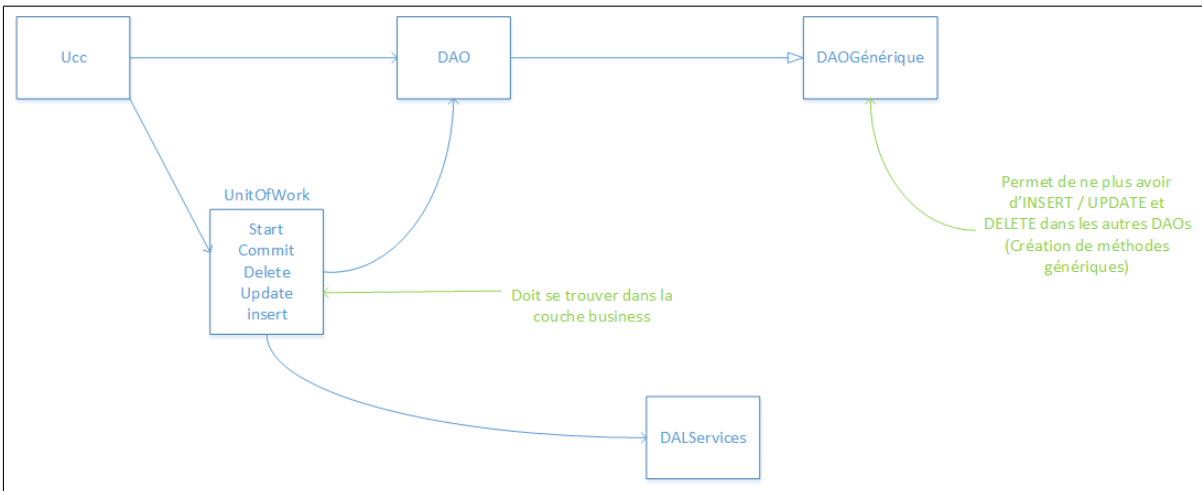 Ucc
DAO
DAOGénérique
UnitOfWork
Start
Commit
Delete
Update
insert
Permet de ne plus avoir
d'INSERT / UPDATE et
DELETE dans les autres DAOs
(Création de méthodes
génériques)
Doit se trouver dans la
couche business
DALServices